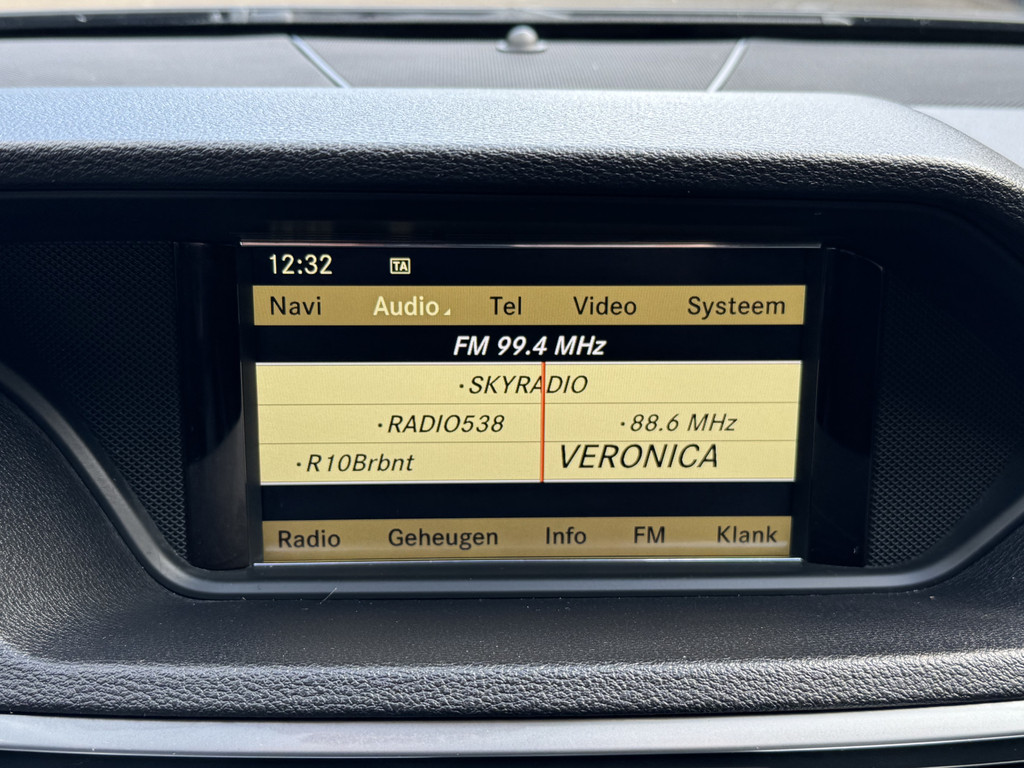 12:32 TA
Navi Audio Tel Video Systeem
FM 99.4 MHz
·SKYRADIO
·RADIO538 ·88.6 MHz
·R10Brbnt VERONICA
Radio Geheugen Info FM Klank